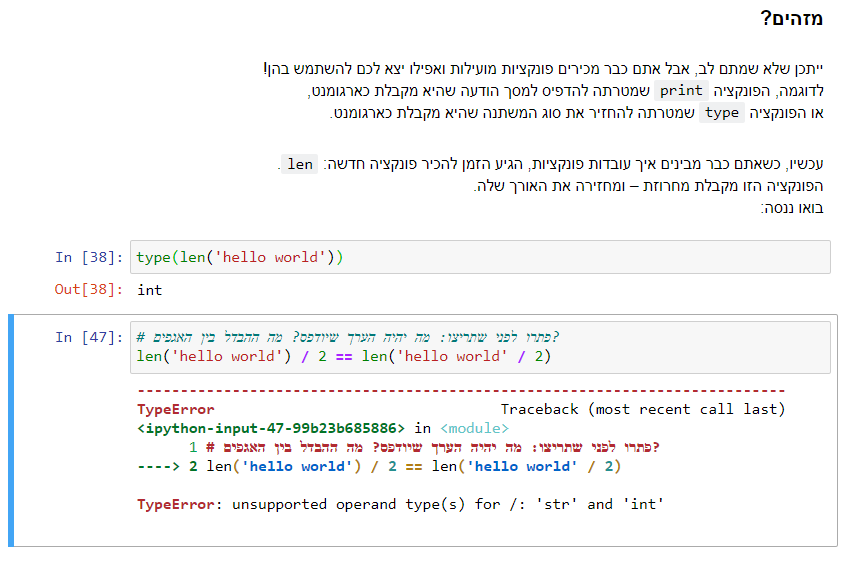 מזהים?
ייתכן שלא שמתם לב, אבל אתם כבר מכירים פונקציות מועילות ואפילו יצא לכם להשתמש בהן!
לדוגמה, הפונקציה print שמטרתה להדפיס למסך הודעה שהיא מקבלת כארגומנט,
או הפונקציה type שמטרתה להחזיר את סוג המשתנה שהיא מקבלת כארגומנט.
עכשיו, כשאתם כבר מבינים איך עובדות פונקציות, הגיע הזמן להכיר פונקציה חדשה: len.
הפונקציה הזו מקבלת מחרוזת – ומחזירה את האורך שלה.
בואו ננסה:
In [38]: type(len('hello world'))
Out[38]: int
In [47]: # פתרו לפני שתריצו: מה יהיה הערך שיודפס? מה ההבדל בין האגפים?
len('hello world') / 2 == len('hello world' / 2)
---------------------------------------------------------------------------
TypeError Traceback (most recent call last)
<ipython-input-47-99b23b685886> in <module>
1 # פתרו לפני שתריצו: מה יהיה הערך שיודפס? מה ההבדל בין האגפים?
----> 2 len('hello world') / 2 == len('hello world' / 2)
TypeError: unsupported operand type(s) for /: 'str' and 'int'